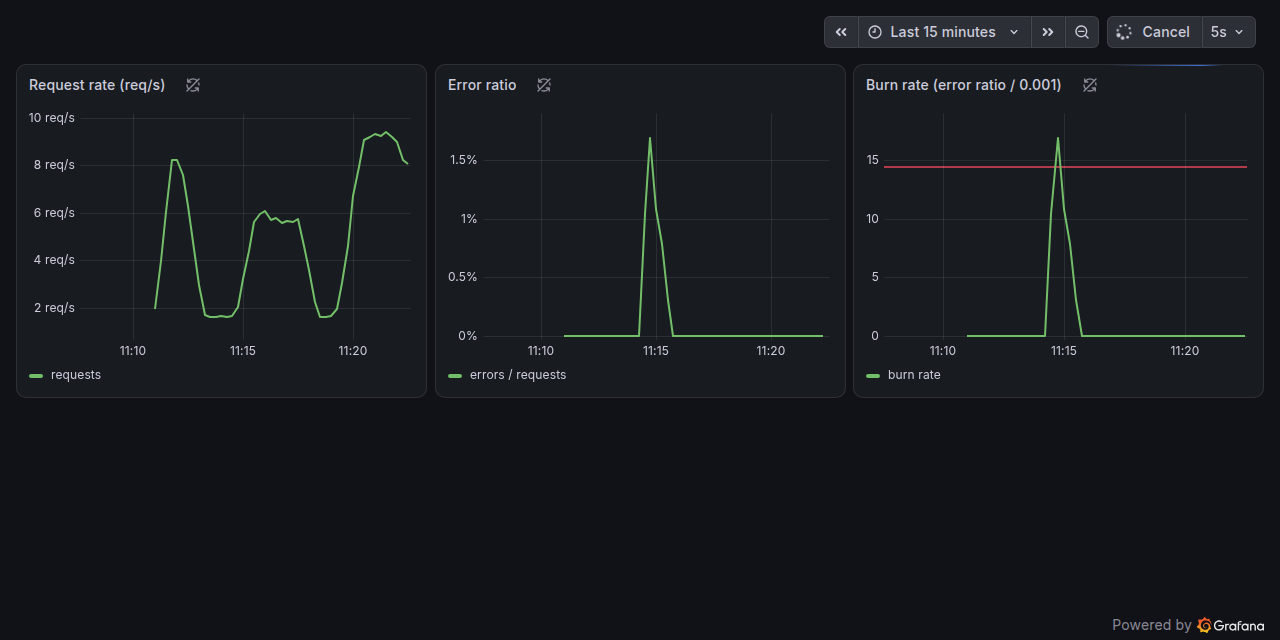 Last 15 minutes
Cancel
5s
Request rate (req/s)
10 req/s
8 req/s
6 req/s
4 req/s
2 req/s
11:10
11:15
11:20
requests
Error ratio
1.5%
1%
0.5%
0%
11:10
11:15
11:20
errors / requests
Burn rate (error ratio / 0.001)
15
10
5
0
11:10
11:15
11:20
burn rate
Powered by Grafana